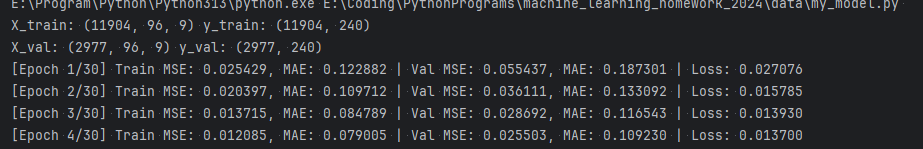 E:\Program\Python\Python313\python.exe E:\Coding\PythonPrograms\machine_learning_homework_2024\data\my_model.py
X_train: (11904, 96, 9) y_train: (11904, 240)
X_val: (2977, 96, 9) y_val: (2977, 240)
[Epoch 1/30] Train MSE: 0.025429, MAE: 0.122882 | Val MSE: 0.055437, MAE: 0.187301 | Loss: 0.027076
[Epoch 2/30] Train MSE: 0.020397, MAE: 0.109712 | Val MSE: 0.036111, MAE: 0.133092 | Loss: 0.015785
[Epoch 3/30] Train MSE: 0.013715, MAE: 0.084789 | Val MSE: 0.028692, MAE: 0.116543 | Loss: 0.013930
[Epoch 4/30] Train MSE: 0.012085, MAE: 0.079005 | Val MSE: 0.025503, MAE: 0.109230 | Loss: 0.013700